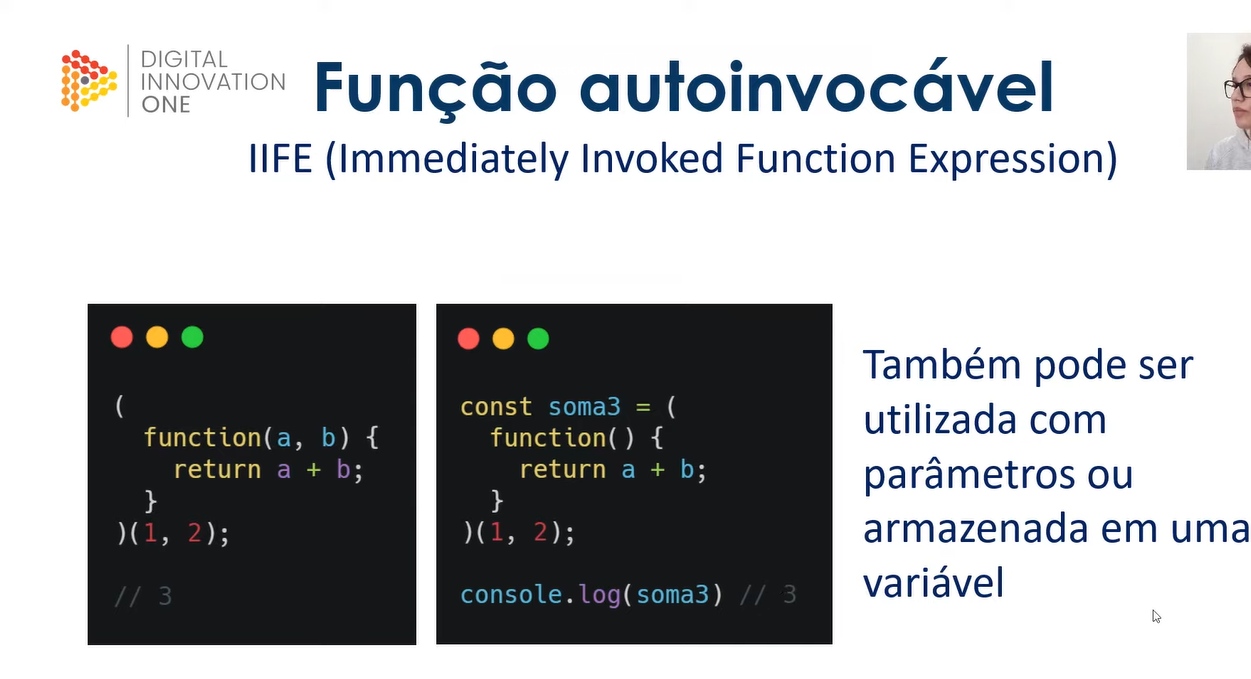 DIGITAL
INNOVATION
ONE
Função autoinvocável
IIFE (Immediately Invoked Function Expression)
(
function(a, b) {
return a + b;
}
)(1, 2);
// 3
const soma3 = (
function() {
return a + b;
}
)(1, 2);
console.log(soma3) // 3
Também pode ser
utilizada com
parâmetros ou
armazenada em uma
variável